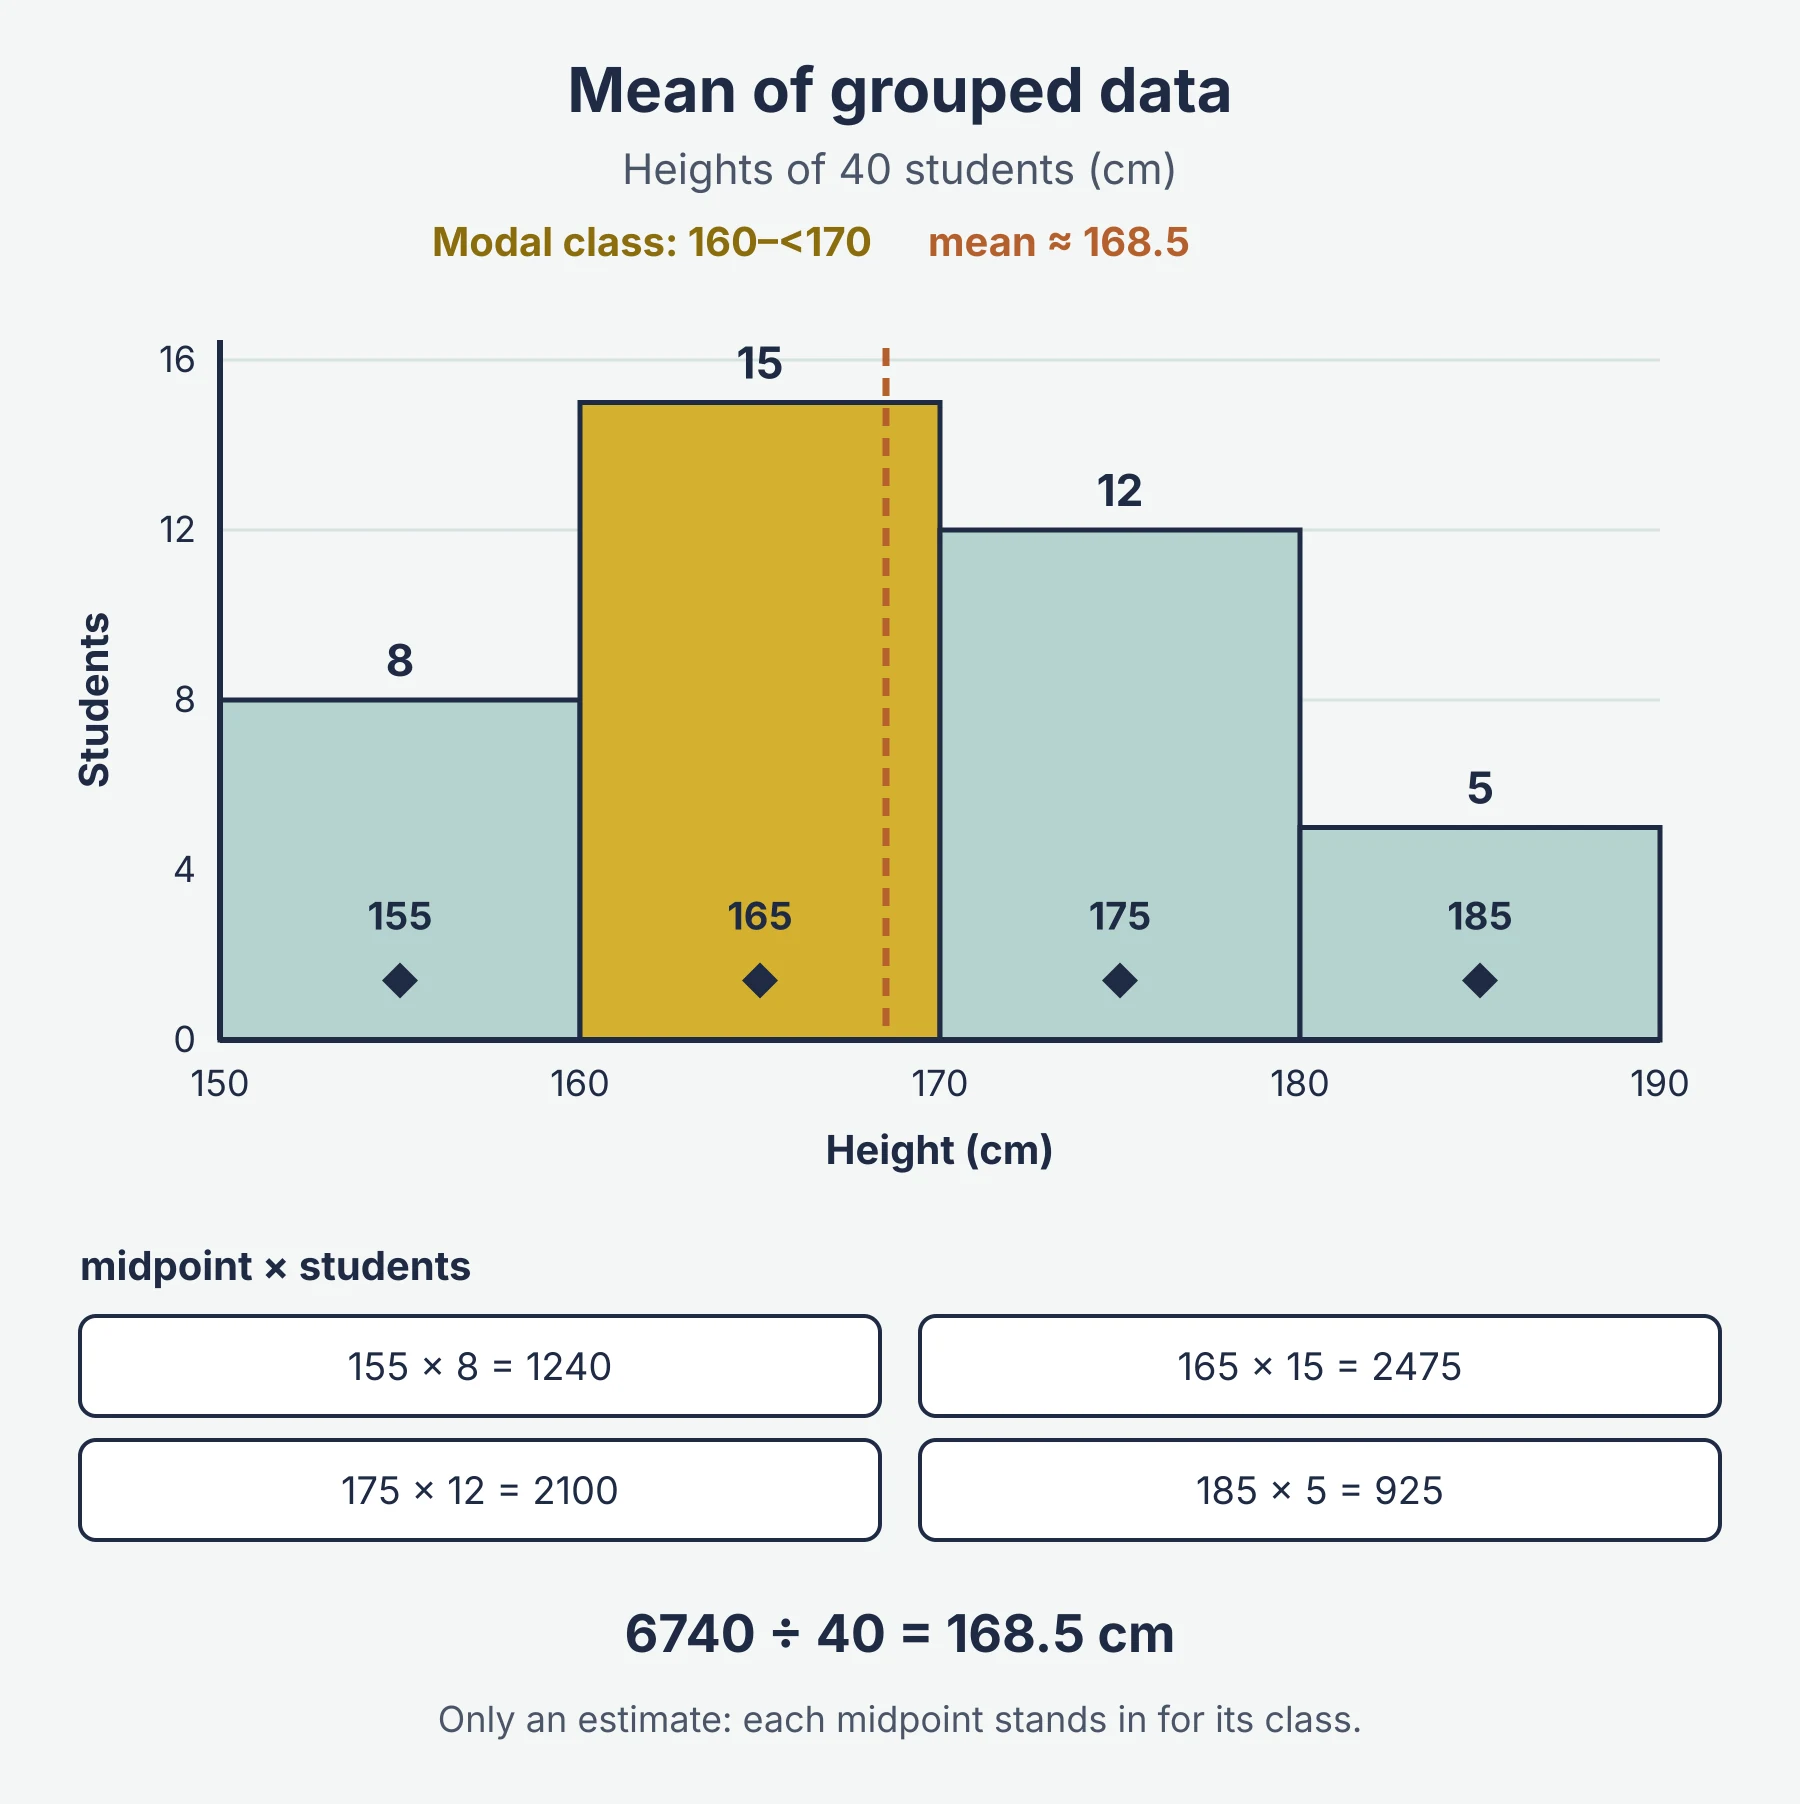 Mean of grouped data
Heights of 40 students (cm)
Modal class: 160–<170 mean ≈ 168.5
16
15
12
12
Students
8
8
5
4
155 165 175 185
0
150 160 170 180 190
Height (cm)
midpoint × students
155 × 8 = 1240
165 × 15 = 2475
175 × 12 = 2100
185 × 5 = 925
6740 ÷ 40 = 168.5 cm
Only an estimate: each midpoint stands in for its class.